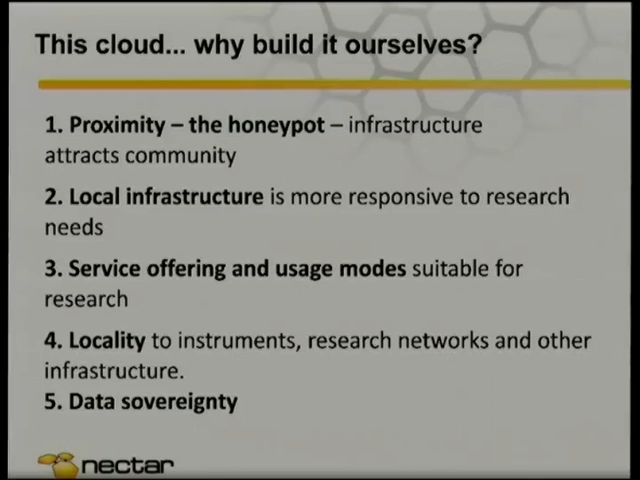 This cloud... why build it ourselves?
1. Proximity – the honeypot – infrastructure
attracts community
2. Local infrastructure is more responsive to research
needs
3. Service offering and usage modes suitable for
research
4. Locality to instruments, research networks and other
infrastructure.
5. Data sovereignty
nectar